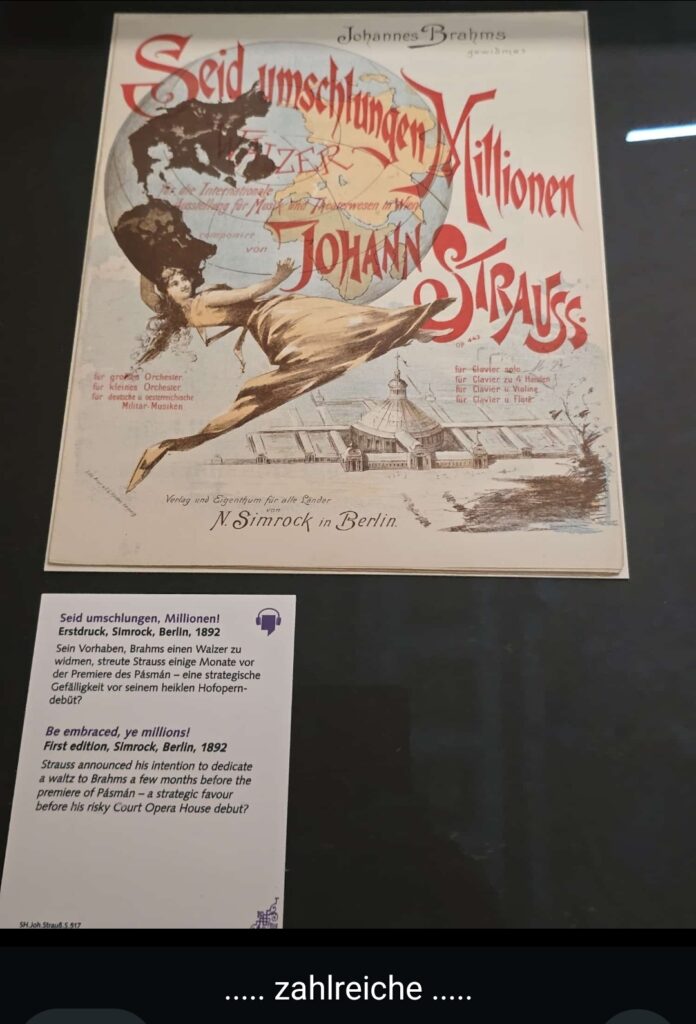 Johannes Brahms
gewidmet
Seid umschlungen Millionen
WALZER
für die Internationale
Ausstellung für Musik und Theaterwesen in Wien
componirt
von
JOHANN STRAUSS.
OP. 443
für grosses Orchester.
für kleines Orchester.
für deutsche u. oesterreichische
Militär-Musiken
für Clavier solo
für Clavier zu 4 Händen
für Clavier u. Violine
für Clavier u. Flöte
Verlag und Eigenthum für alle Länder
von
N. Simrock in Berlin.
Seid umschlungen, Millionen!
Erstdruck, Simrock, Berlin, 1892
Sein Vorhaben, Brahms einen Walzer zu
widmen, streute Strauss einige Monate vor
der Premiere des Pásmán – eine strategische
Gefälligkeit vor seinem heiklen Hofopern-
debüt?
Be embraced, ye millions!
First edition, Simrock, Berlin, 1892
Strauss announced his intention to dedicate
a waltz to Brahms a few months before the
premiere of Pásmán – a strategic favour
before his risky Court Opera House debut?
SH.Joh.Strauß.S.517
..... zahlreiche .....